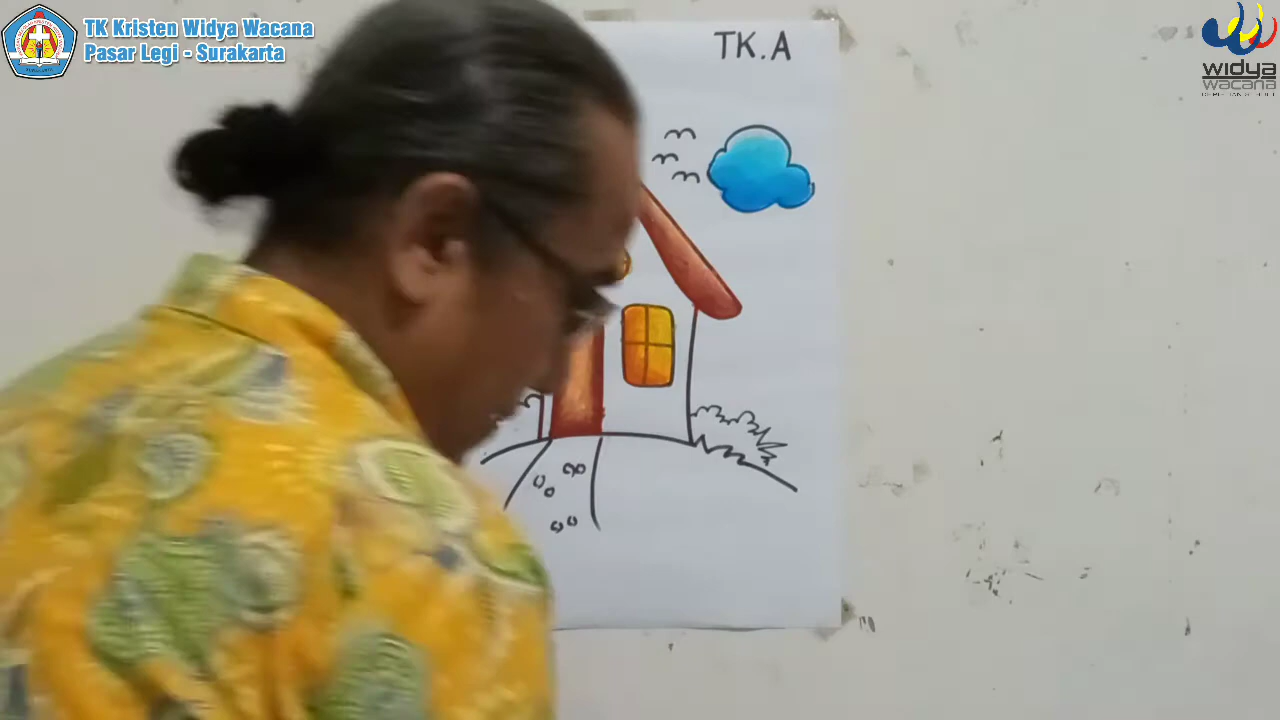 TK Kristen Widya Wacana
Pasar Legi - Surakarta
TK.A
widya
wacana